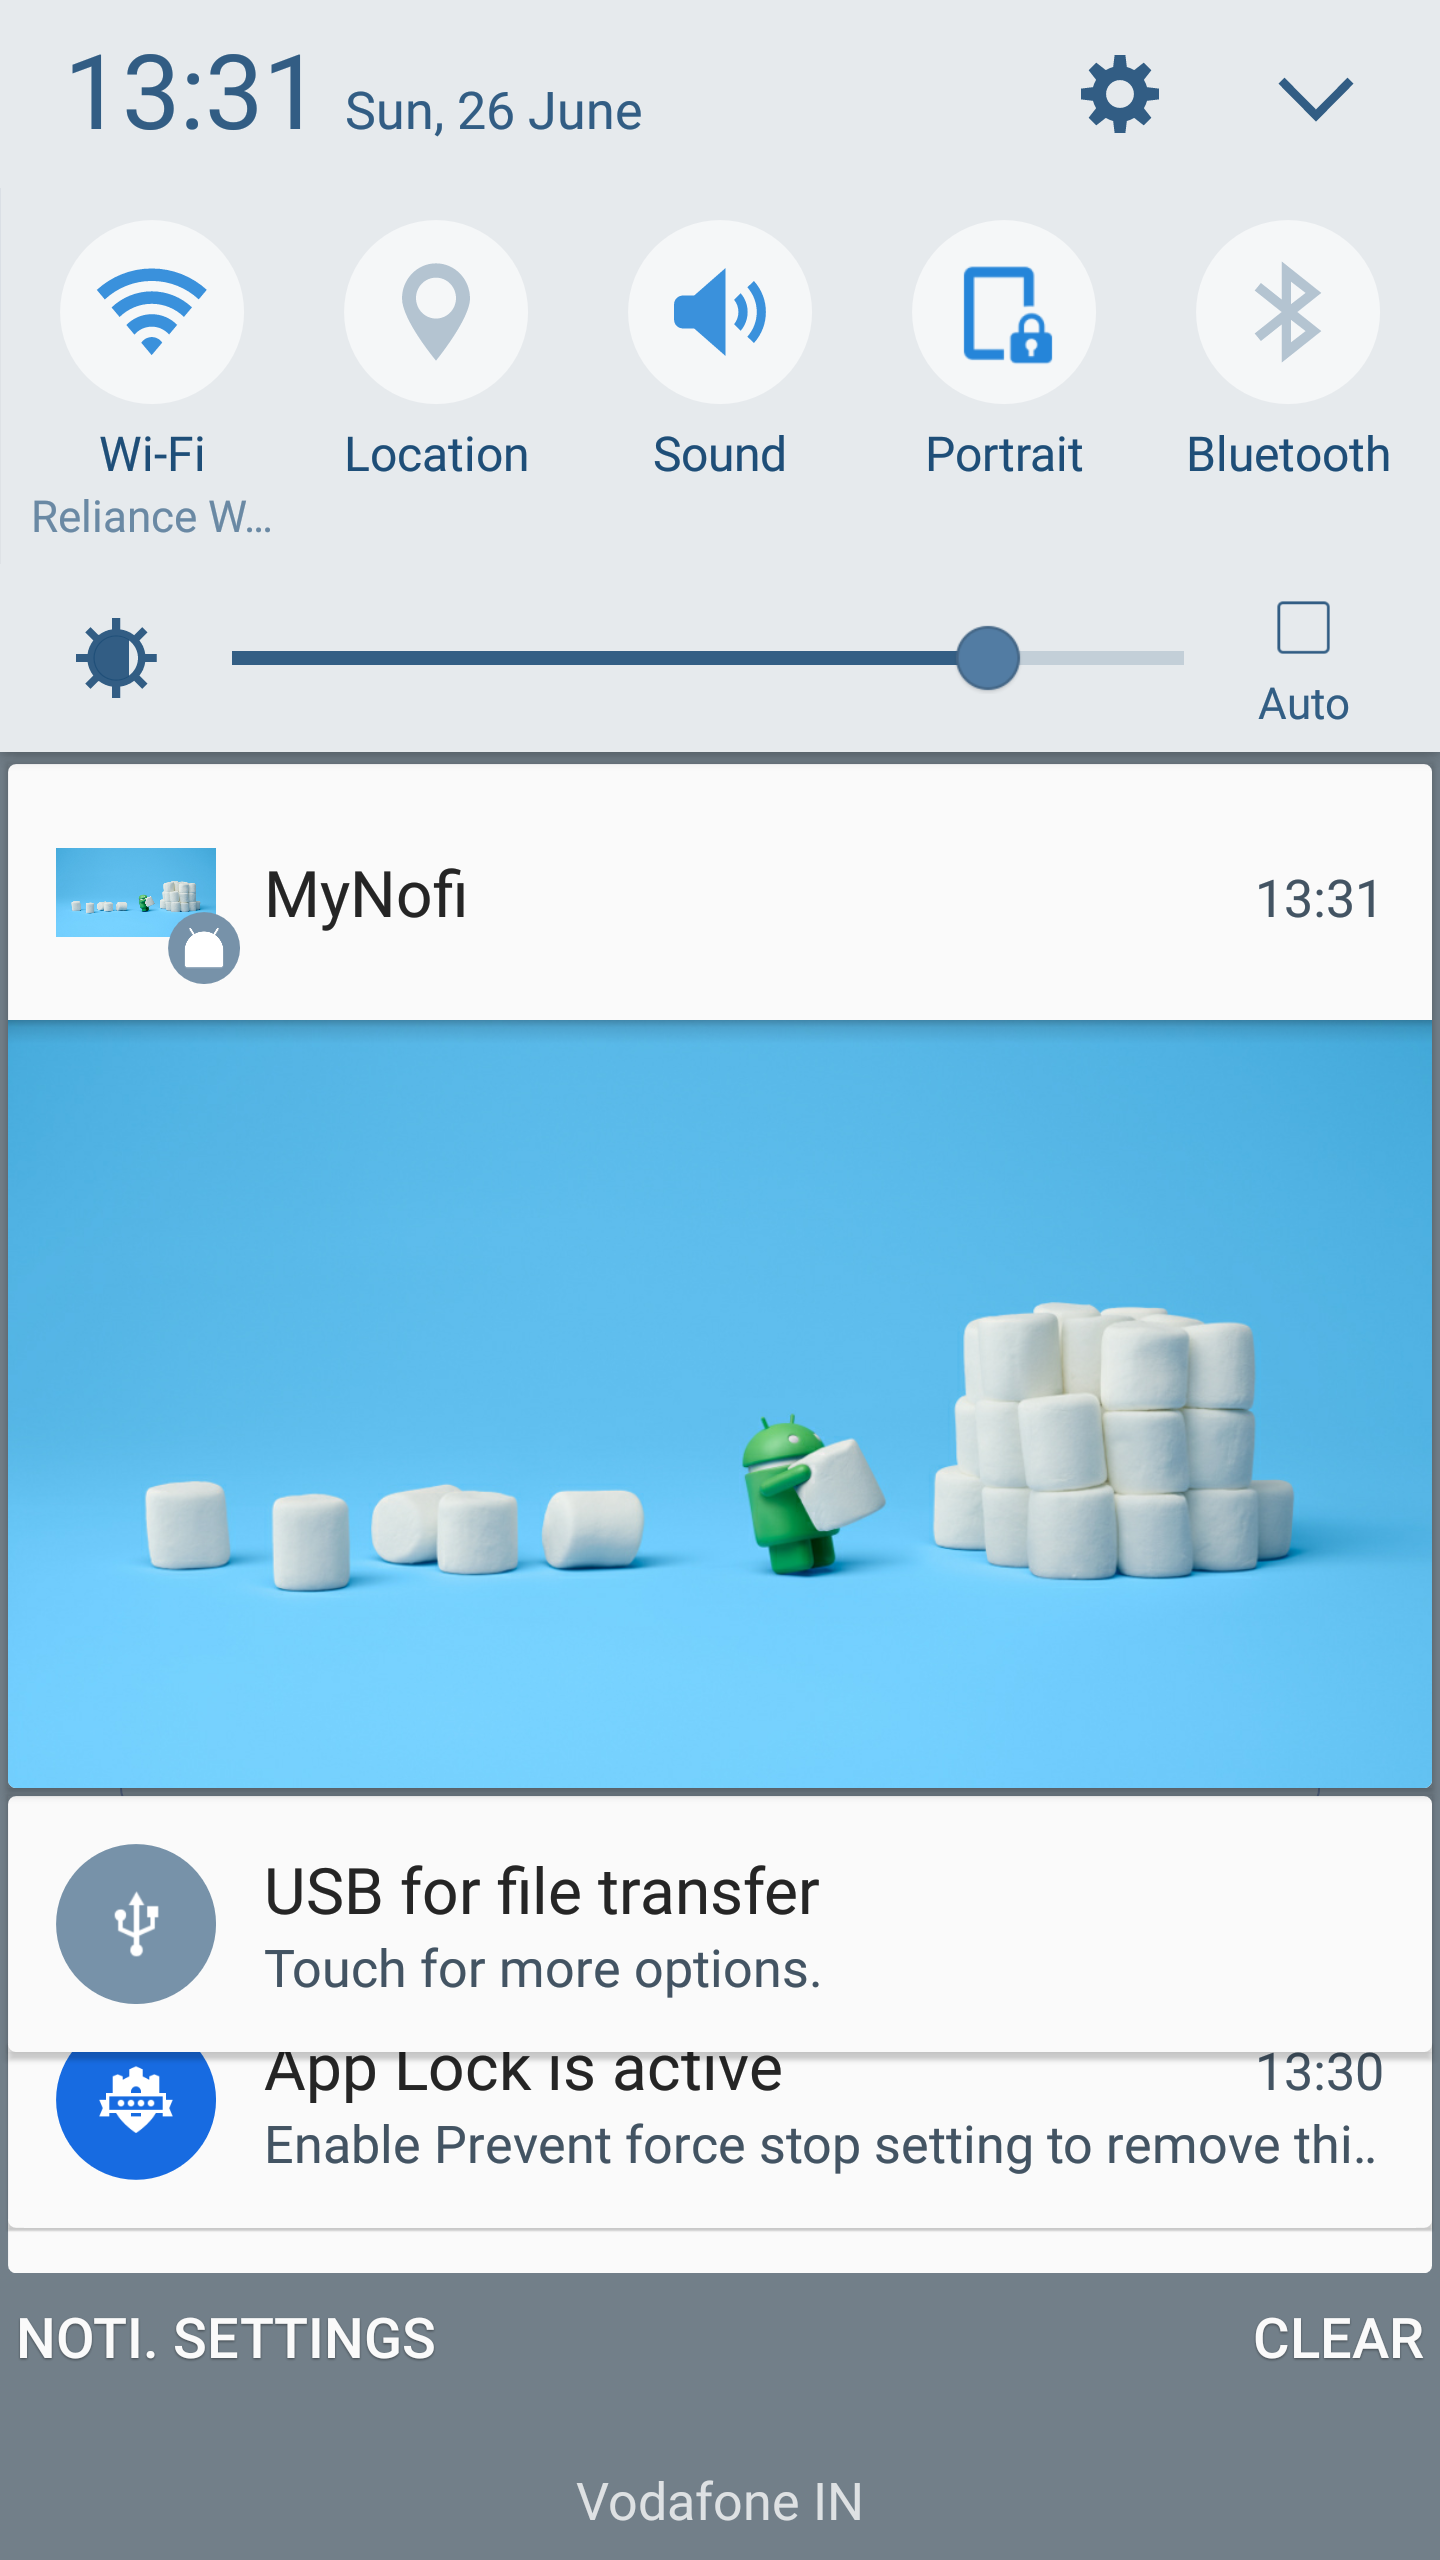 13:31 Sun, 26 June
Wi-Fi Location Sound Portrait Bluetooth
Reliance W...
Auto
MyNofi 13:31
USB for file transfer
Touch for more options.
App Lock is active 13:30
Enable Prevent force stop setting to remove thi..
NOTI. SETTINGS CLEAR
Vodafone IN